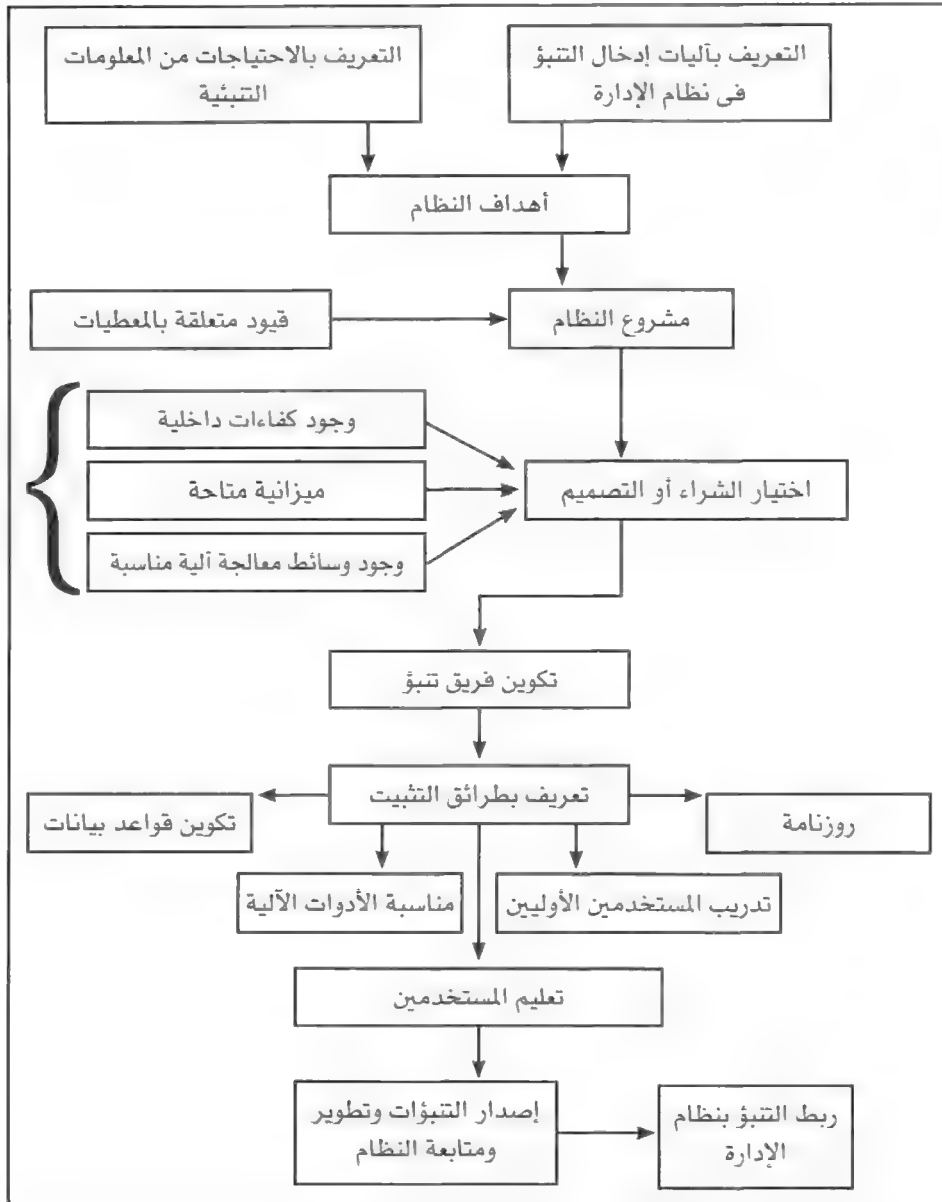 التعريف بآليات إدخال التنبؤ
فى نظام الإدارة
التعريف بالاحتياجات من المعلومات
التنبئية
أهداف النظام
مشروع النظام
قيود متعلقة بالمعطيات
وجود كفاءات داخلية
ميزانية متاحة
وجود وسائط معالجة آلية مناسبة
اختيار الشراء أو التصميم
تكوين فريق تنبؤ
تعريف بطرائق التثبيت
روزنامة
تكوين قواعد بيانات
تدريب المستخدمين الأوليين
مناسبة الأدوات الآلية
تعليم المستخدمين
إصدار التنبؤات وتطوير
ومتابعة النظام
ربط التنبؤ بنظام
الإدارة